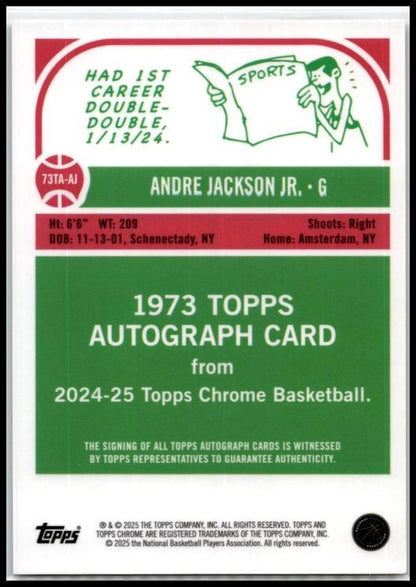 HAD 1ST
CAREER
DOUBLE-
DOUBLE,
1/13/24.
SPORTS
73TA-AJ
ANDRE JACKSON JR. • G
Ht: 6'6" WT: 209 Shoots: Right
DOB: 11-13-01, Schenectady, NY Home: Amsterdam, NY
1973 TOPPS
AUTOGRAPH CARD
from
2024-25 Topps Chrome Basketball.
THE SIGNING OF ALL TOPPS AUTOGRAPH CARDS IS WITNESSED
BY TOPPS REPRESENTATIVES TO GUARANTEE AUTHENTICITY.
topps
® & © 2025 THE TOPPS COMPANY, INC. ALL RIGHTS RESERVED. TOPPS AND
TOPPS CHROME ARE REGISTERED TRADEMARKS OF THE TOPPS COMPANY, INC.
© 2025 the National Basketball Players Association. All rights reserved.